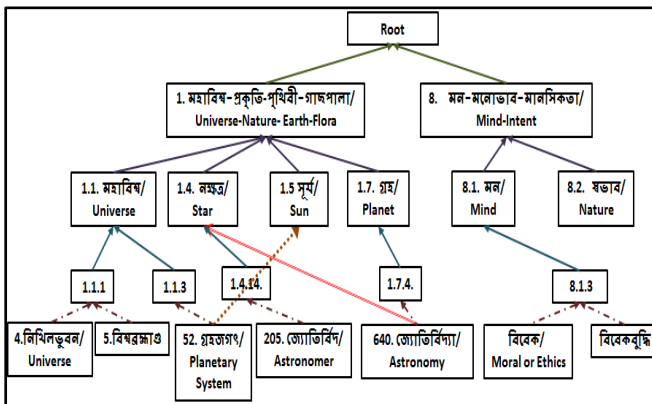 Root
1. মহাবিশ্ব-প্রকৃতি-পৃথিবী-গাছপালা/
Universe-Nature- Earth-Flora
8. মন-মনোভাব-মানসিকতা/
Mind-Intent
1.1. মহাবিশ্ব/
Universe
1.4. নক্ষত্র/
Star
1.5 সূর্য/
Sun
1.7. গ্রহ/
Planet
8.1. মন/
Mind
8.2. ষভাব/
Nature
1.1.1
1.1.3
1.4.14.
1.7.4.
8.1.3
4.নিখিলভূবন/
Universe
5.বিশ্বব্রহ্মাণ্ড
52. গ্রহজগৎ/
Planetary
System
205. জ্যোতির্বিদ/
Astronomer
640. জ্যোতির্বিদ্যা/
Astronomy
বিবেক/
Moral or Ethics
বিবেকবুদ্ধি